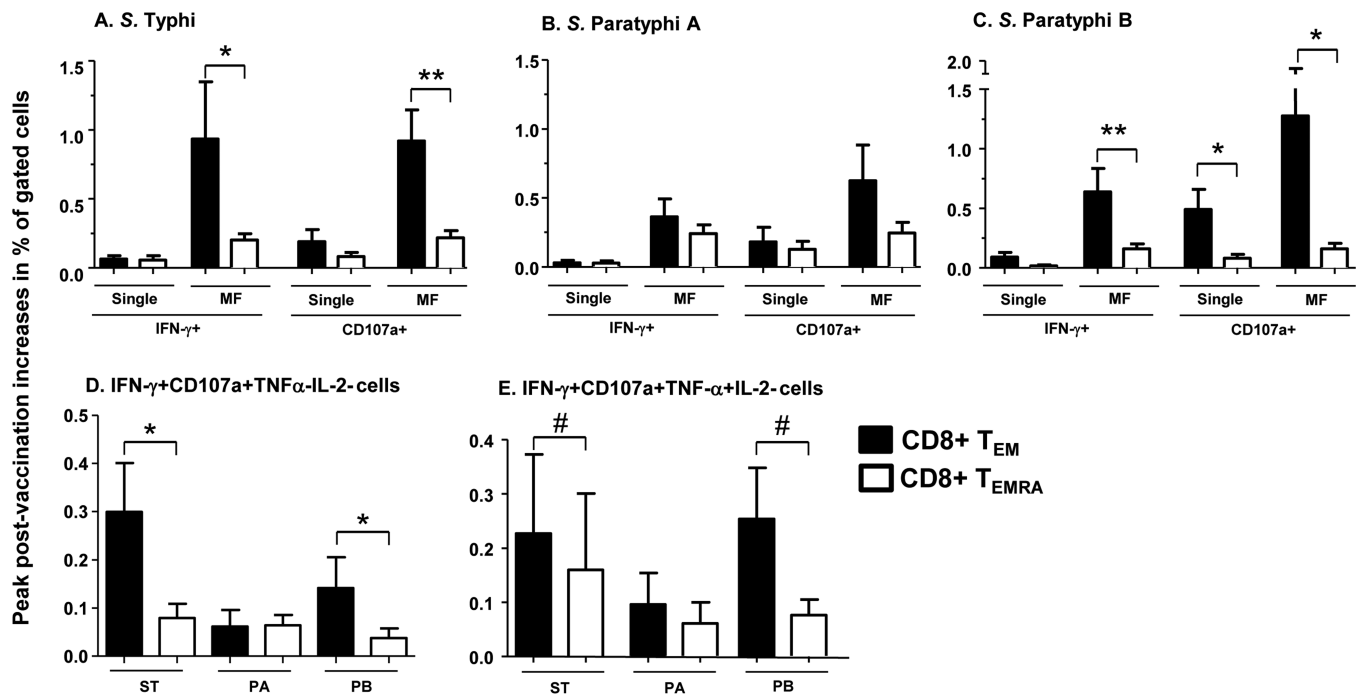 Peak post-vaccination increases in % of gated cells
A. S. Typhi
1.5
1.0
0.5
0.0
*
**
Single
MF
Single
MF
IFN-γ+
CD107a+
B. S. Paratyphi A
1.5
1.0
0.5
0.0
Single
MF
Single
MF
IFN-γ+
CD107a+
C. S. Paratyphi B
2.0
1.5
1.0
0.5
0.0
**
*
*
Single
MF
Single
MF
IFN-γ+
CD107a+
D. IFN-γ+CD107a+TNFα-IL-2- cells
0.5
0.4
0.3
0.2
0.1
0.0
*
*
ST
PA
PB
E. IFN-γ+CD107a+TNF-α+IL-2- cells
0.4
0.3
0.2
0.1
0.0
#
#
ST
PA
PB
CD8+ TEM
CD8+ TEMRA